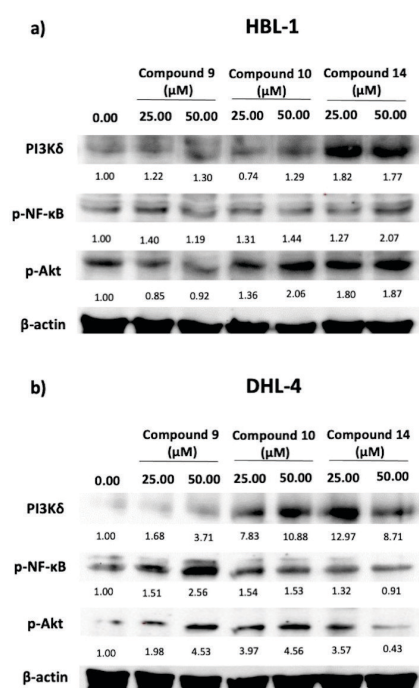 a) HBL-1
Compound 9 Compound 10 Compound 14
(μM) (μM) (μM)
0.00 25.00 50.00 25.00 50.00 25.00 50.00
PI3Kδ
1.00 1.22 1.30 0.74 1.29 1.82 1.77
p-NF-κB
1.00 1.40 1.19 1.31 1.44 1.27 2.07
p-Akt
1.00 0.85 0.92 1.36 2.06 1.80 1.87
β-actin
b) DHL-4
Compound 9 Compound 10 Compound 14
(μM) (μM) (μM)
0.00 25.00 50.00 25.00 50.00 25.00 50.00
PI3Kδ
1.00 1.68 3.71 7.83 10.88 12.97 8.71
p-NF-κB
1.00 1.51 2.56 1.54 1.53 1.32 0.91
p-Akt
1.00 1.98 4.53 3.97 4.56 3.57 0.43
β-actin